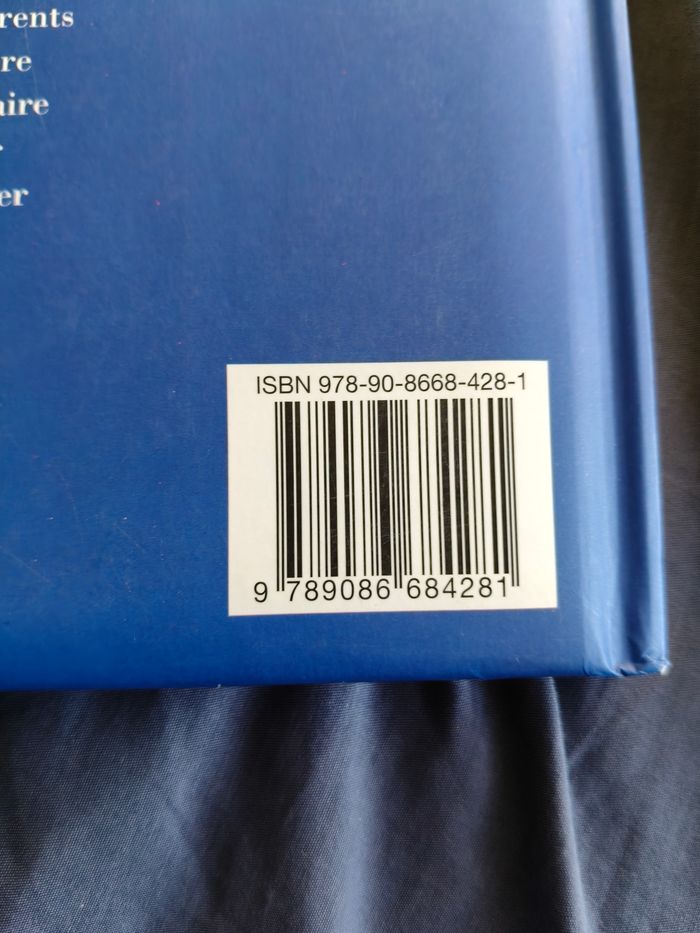 rents
re
aire
r
er
ISBN 978-90-8668-428-1
9 789086 684281